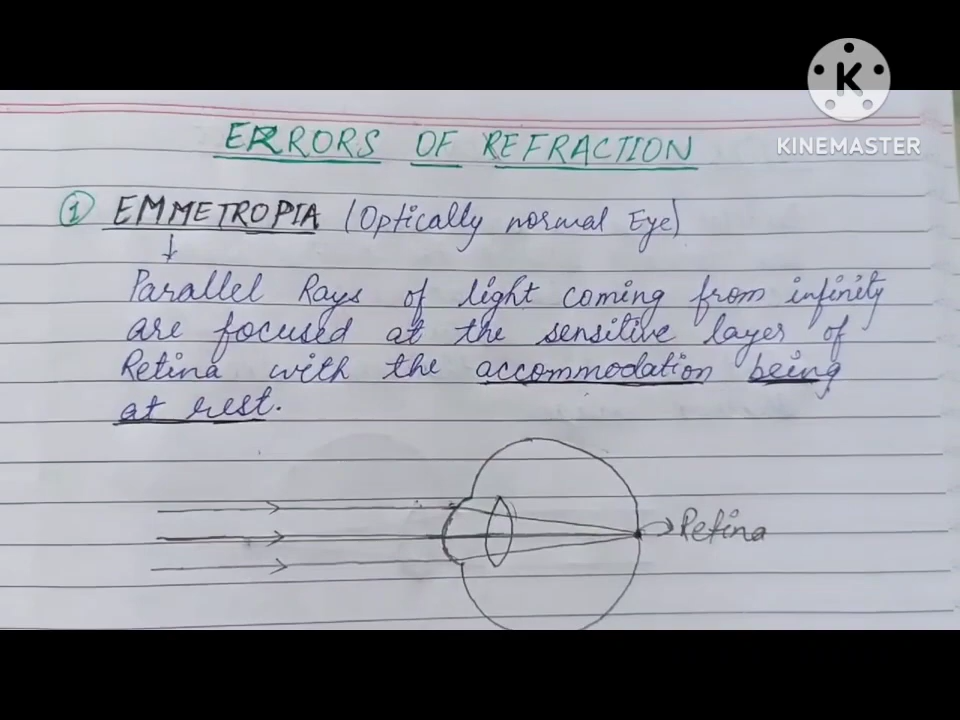 K
KINEMASTER
ERRORS OF REFRACTION
1 EMMETROPIA (Optically normal Eye)
Parallel Rays of light coming from infinity
are focused at the sensitive layer of
Retina with the accommodation being
at rest.
Retina